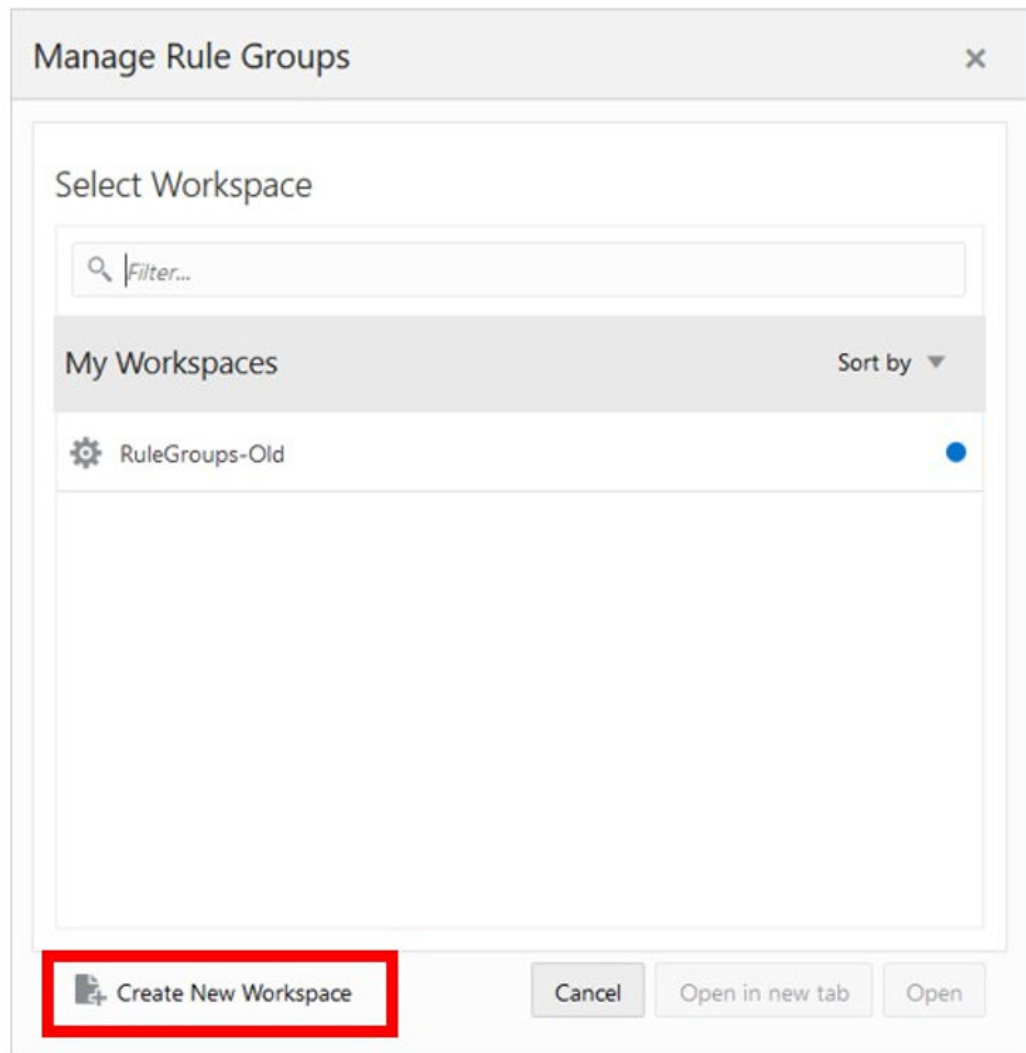 Manage Rule Groups
Select Workspace
Filter...
My Workspaces Sort by
RuleGroups-Old
Create New Workspace Cancel Open in new tab Open